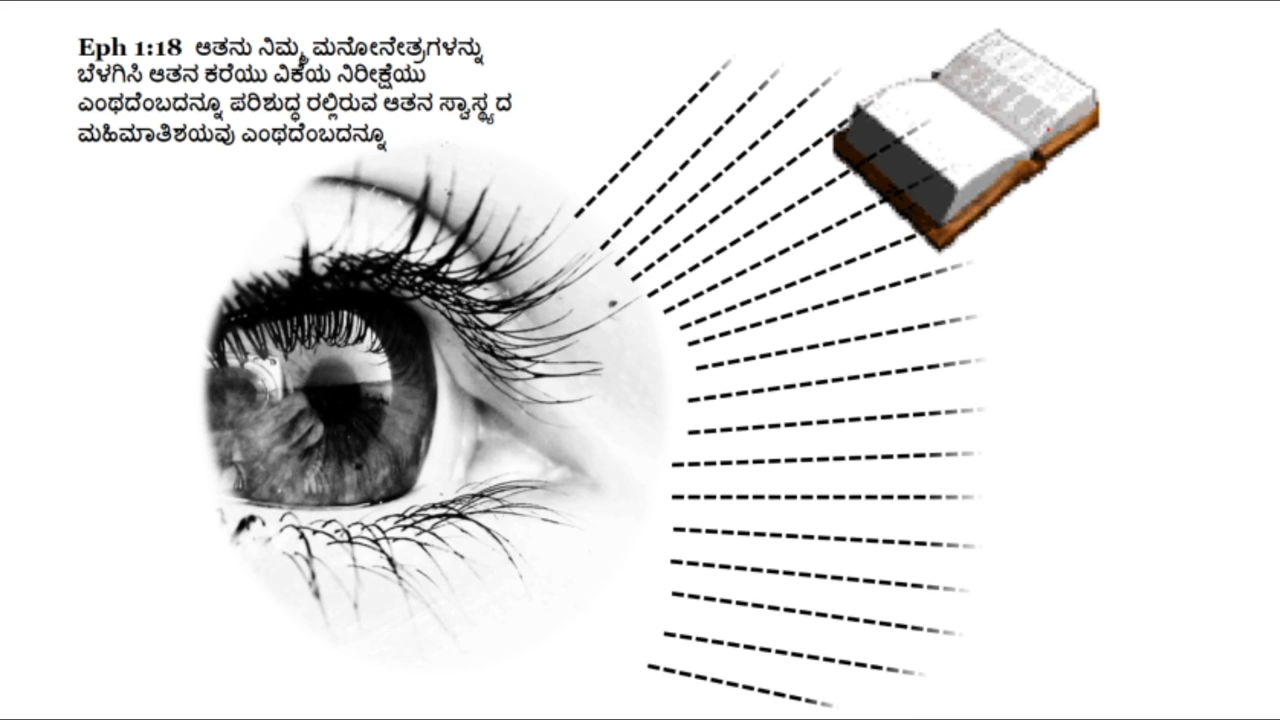 Eph 1:18 ಆತನು ನಿಮ್ಮ ಮನೋನೇತ್ರಗಳನ್ನು
ಬೆಳಗಿಸಿ ಆತನ ಕರೆಯು ವಿಕೆಯ ನಿರೀಕ್ಷೆಯು
ಎಂಥದೆಂಬದನ್ನೂ ಪರಿಶುದ್ಧ ರಲ್ಲಿರುವ ಆತನ ಸ್ವಾಸ್ಥ್ಯ ದ
ಮಹಿಮಾತಿಶಯವು ಎಂಥದೆಂಬದನ್ನೂ